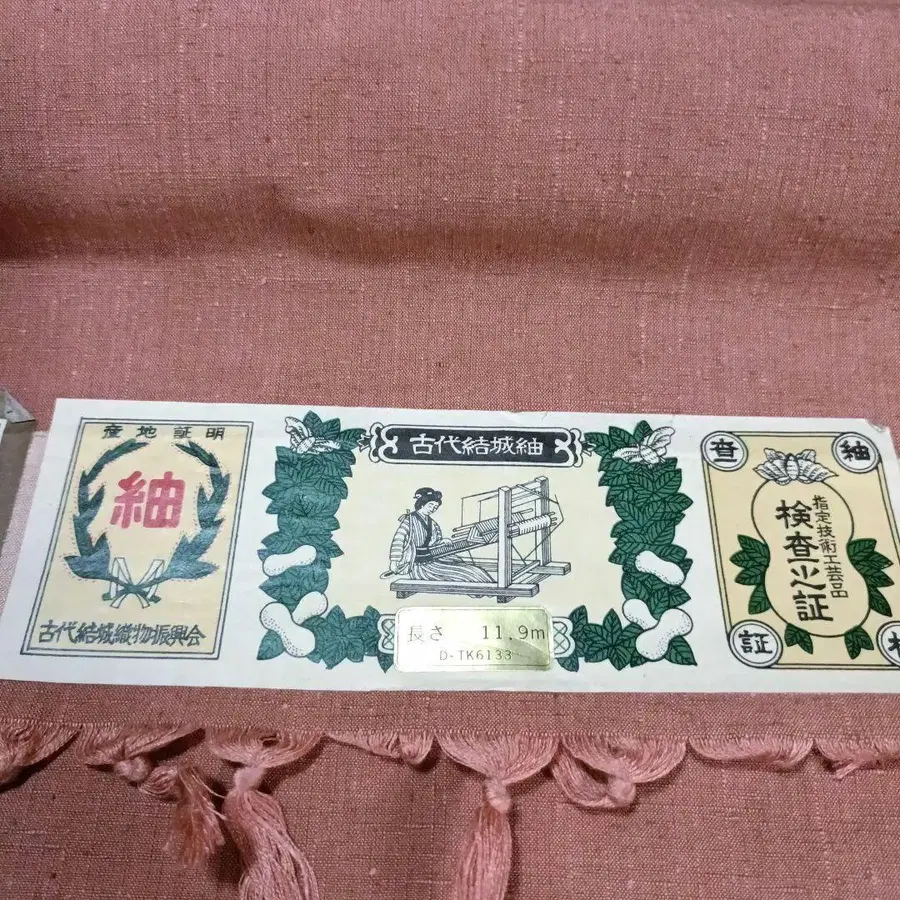 産地証明
紬
古代結城織物振興会
古代結城紬
長さ 11.9m
D-TK6133
査
紬
指定技術工芸品
検査之証
証